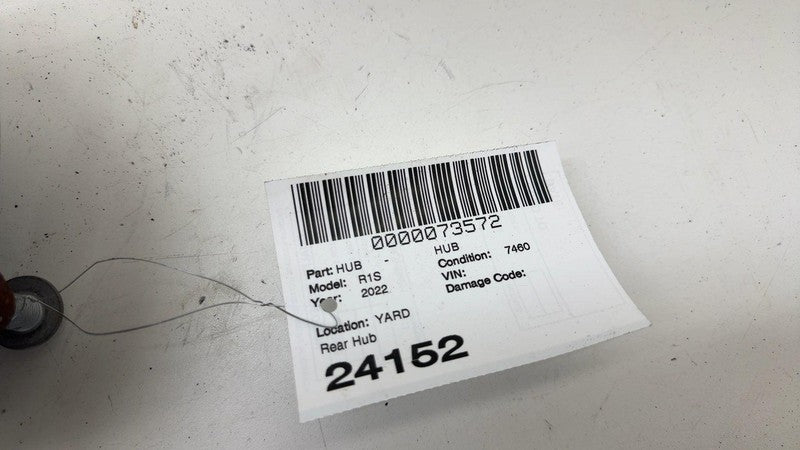 0000073572
Part: HUB - HUB
Model: R1S Condition: 7460
Year: 2022 VIN:
Damage Code:
Location: YARD
Rear Hub
24152